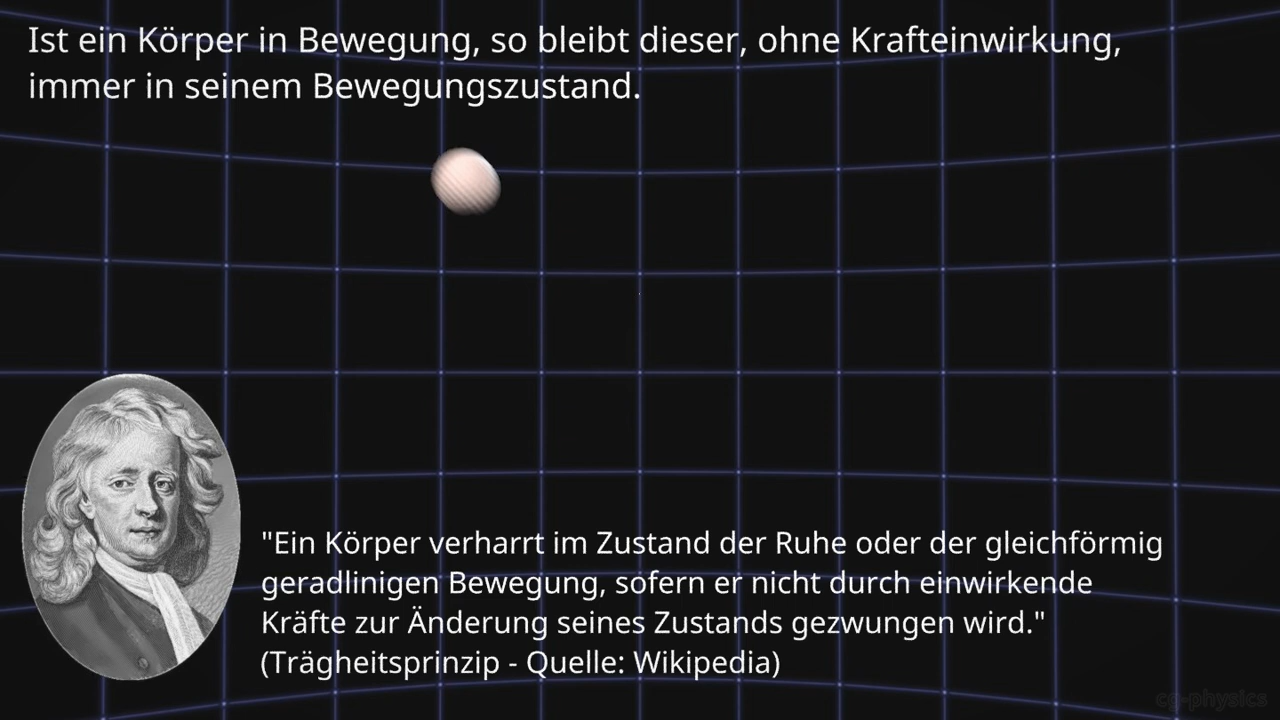 Ist ein Körper in Bewegung, so bleibt dieser, ohne Krafteinwirkung,
immer in seinem Bewegungszustand.
"Ein Körper verharrt im Zustand der Ruhe oder der gleichförmig
geradlinigen Bewegung, sofern er nicht durch einwirkende
Kräfte zur Änderung seines Zustands gezwungen wird."
(Trägheitsprinzip - Quelle: Wikipedia)
cg-physics